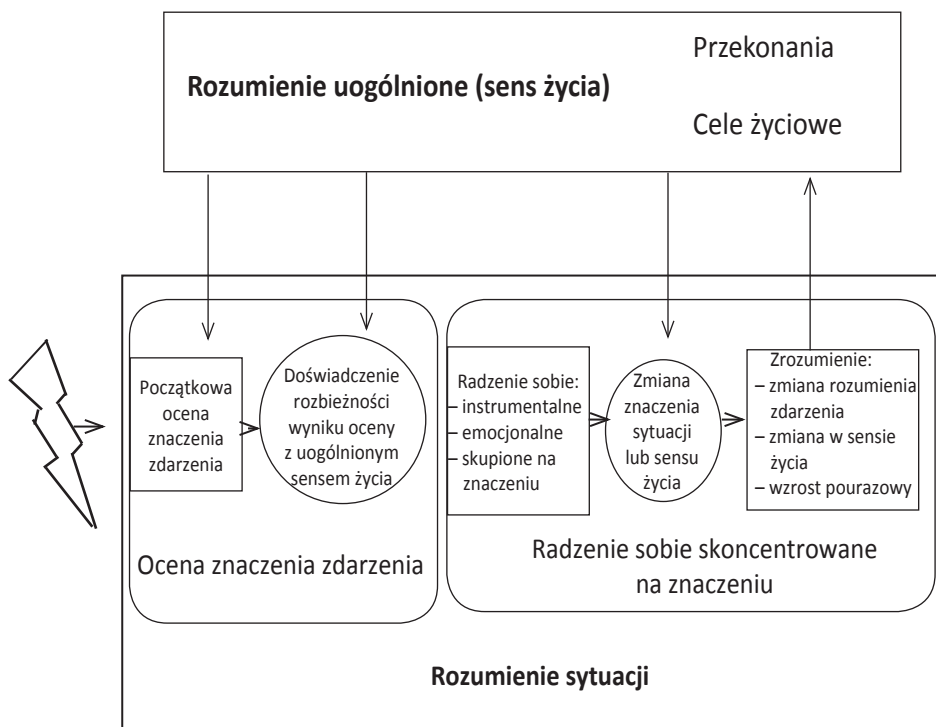 Przekonania
Rozumienie uogólnione (sens życia)
Cele życiowe
Początkowa
ocena
znaczenia
zdarzenia
Doświadczenie
rozbieżności
wyniku oceny
z uogólnionym
sensem życia
Ocena znaczenia zdarzenia
Radzenie sobie:
– instrumentalne
– emocjonalne
– skupione na
znaczeniu
Zmiana
znaczenia
sytuacji
lub sensu
życia
Zrozumienie:
– zmiana rozumienia
zdarzenia
– zmiana w sensie
życia
– wzrost pourazowy
Radzenie sobie skoncentrowane
na znaczeniu
Rozumienie sytuacji